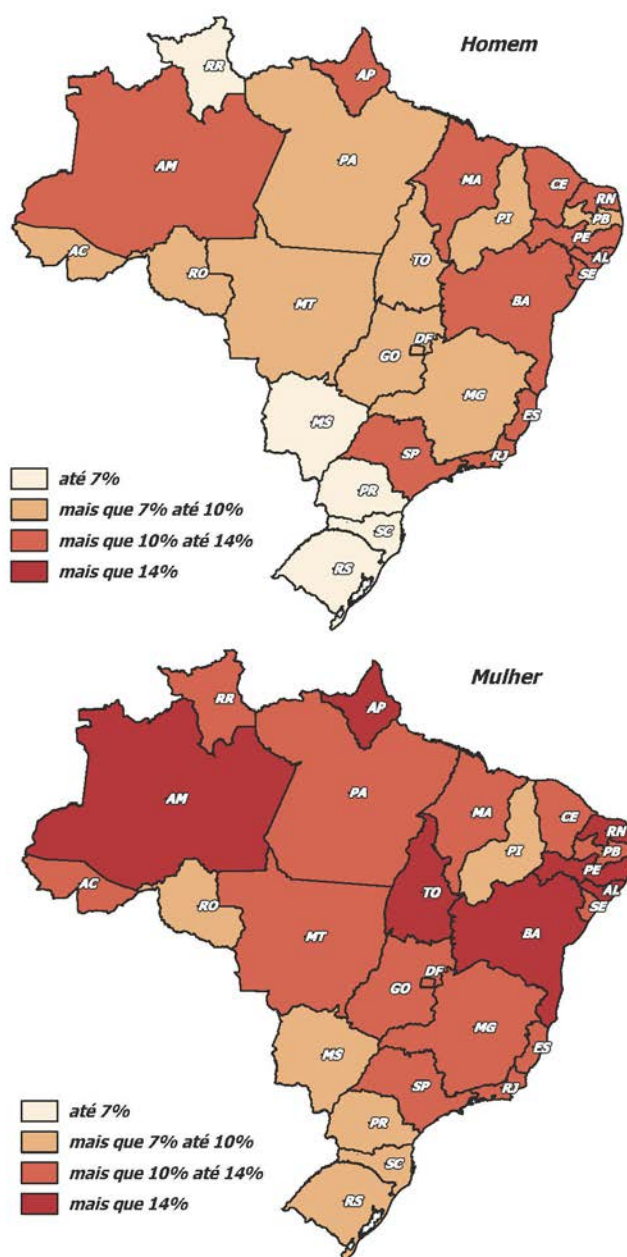 Homem
RR
AP
AM
PA
MA
CE
RN
PI
PB
PE
AC
TO
AL
RO
SE
BA
MT
DF
GO
MG
MS
ES
SP
RJ
PR
SC
RS
até 7%
mais que 7% até 10%
mais que 10% até 14%
mais que 14%
Mulher
RR
AP
AM
PA
MA
CE
RN
PI
PB
PE
AC
TO
AL
RO
SE
BA
MT
DF
GO
MG
MS
ES
SP
RJ
PR
SC
RS
até 7%
mais que 7% até 10%
mais que 10% até 14%
mais que 14%